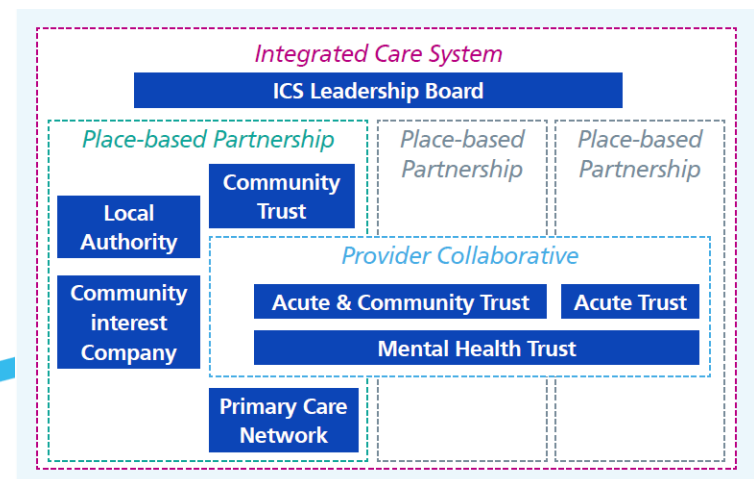 Integrated Care System
ICS Leadership Board
Place-based Partnership
Community
Trust
Local
Authority
Community
interest
Company
Primary Care
Network
Place-based
Partnership
Place-based
Partnership
Provider Collaborative
Acute & Community Trust
Acute Trust
Mental Health Trust